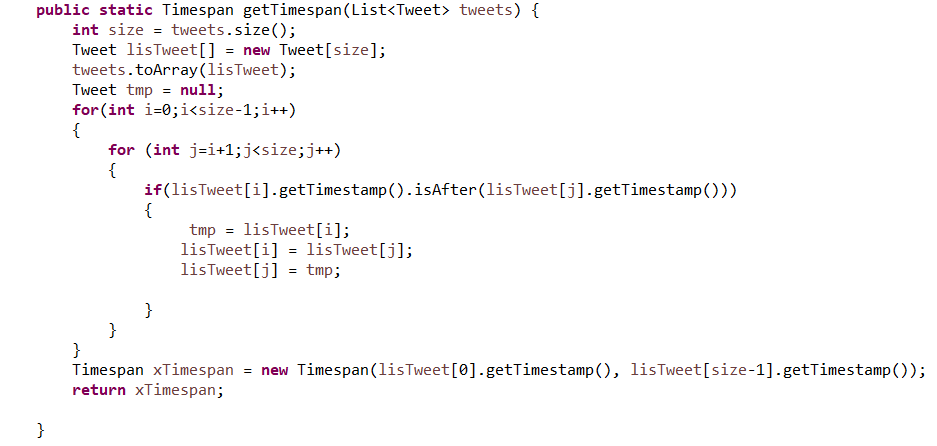 public static Timespan getTimespan(List<Tweet> tweets) {
int size = tweets.size();
Tweet lisTweet[] = new Tweet[size];
tweets.toArray(lisTweet);
Tweet tmp = null;
for(int i=0;i<size-1;i++)
{
for (int j=i+1;j<size;j++)
{
if(lisTweet[i].getTimestamp().isAfter(lisTweet[j].getTimestamp()))
{
tmp = lisTweet[i];
lisTweet[i] = lisTweet[j];
lisTweet[j] = tmp;
}
}
}
Timespan xTimespan = new Timespan(lisTweet[0].getTimestamp(), lisTweet[size-1].getTimestamp());
return xTimespan;
}